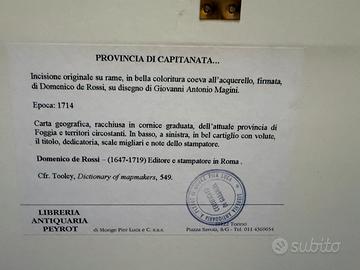 PROVINCIA DI CAPITANATA...
Incisione originale su rame, in bella coloritura coeva all'acquerello, firmata,
di Domenico de Rossi, su disegno di Giovanni Antonio Magini.
Epoca: 1714
Carta geografica, racchiusa in cornice graduata, dell'attuale provincia di
Foggia e territori circostanti. In basso, a sinistra, in bel cartiglio con volute,
il titolo, dedicatoria, scale migliari e note dello stampatore.
Domenico de Rossi – (1647-1719) Editore e stampatore in Roma.
Cfr. Tooley, Dictionary of mapmakers, 549.
LIBRERIA
ANTIQUARIA
PEYROT
di Monge Pier Luca e C. s.a.s.
10122 Torino
Piazza Savoia, 8/G - Tel. 011 4369654
subito